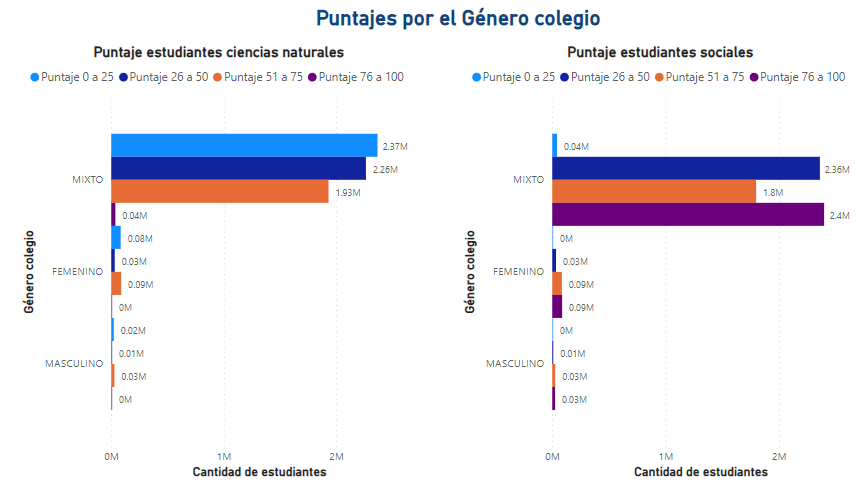 Puntajes por el Género colegio
Puntaje estudiantes ciencias naturales
Puntaje 0 a 25 Puntaje 26 a 50 Puntaje 51 a 75 Puntaje 76 a 100
Género colegio
MIXTO
FEMENINO
MASCULINO
2.37M
2.26M
1.93M
0.04M
0.08M
0.03M
0.09M
0M
0.02M
0.01M
0.03M
0M
0M 1M 2M
Cantidad de estudiantes
Puntaje estudiantes sociales
Puntaje 0 a 25 Puntaje 26 a 50 Puntaje 51 a 75 Puntaje 76 a 100
Género colegio
MIXTO
FEMENINO
MASCULINO
0.04M
2.36M
1.8M
2.4M
0M
0.03M
0.09M
0.09M
0M
0.01M
0.03M
0.03M
0M 1M 2M
Cantidad de estudiantes